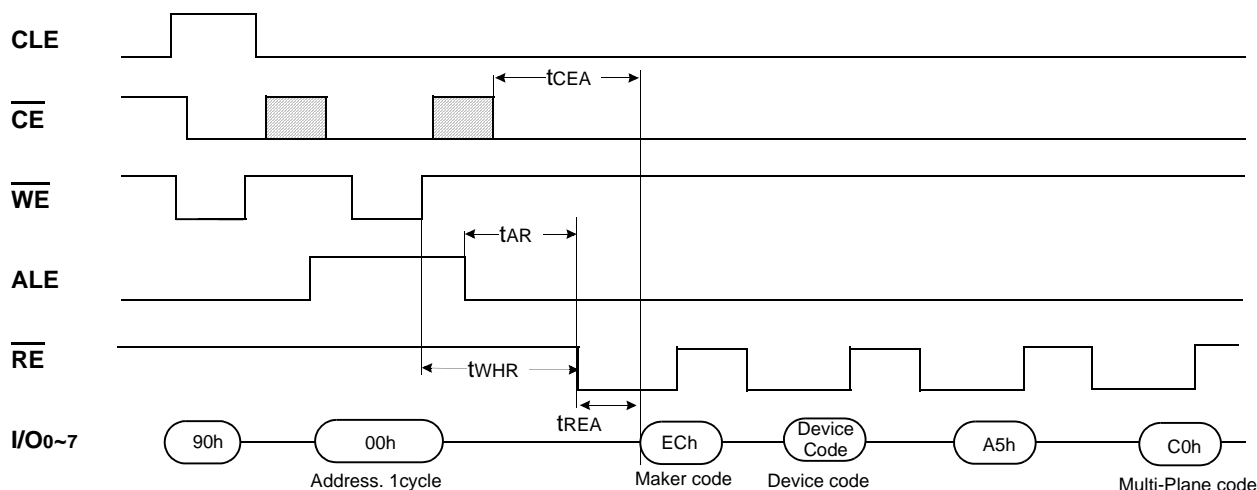 CLE
tCEA
CE
WE
tAR
ALE
RE
tWHR
tREA
I/O0~7
90h
00h
ECh
Device
Code
A5h
C0h
Address. 1cycle
Maker code
Device code
Multi-Plane code